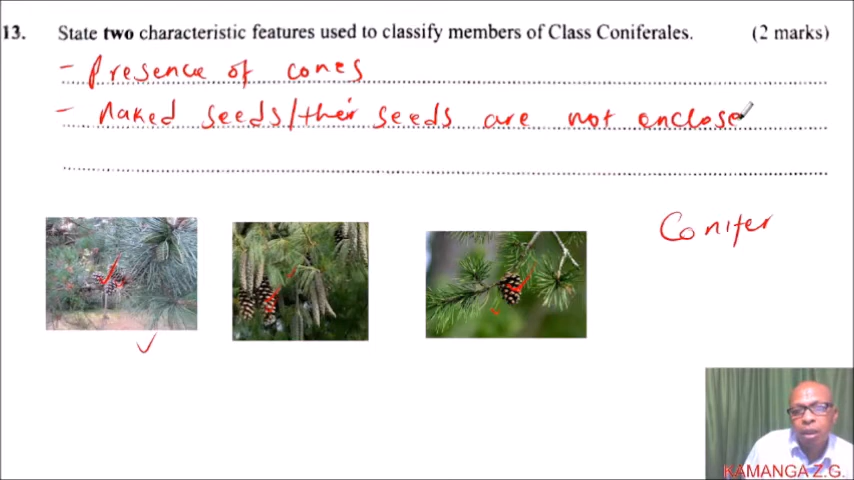 13. State two characteristic features used to classify members of Class Coniferales. (2 marks)
- Presence of cones
- Naked seeds/their seeds are not enclose
Conifer
KAMANGA Z.G.